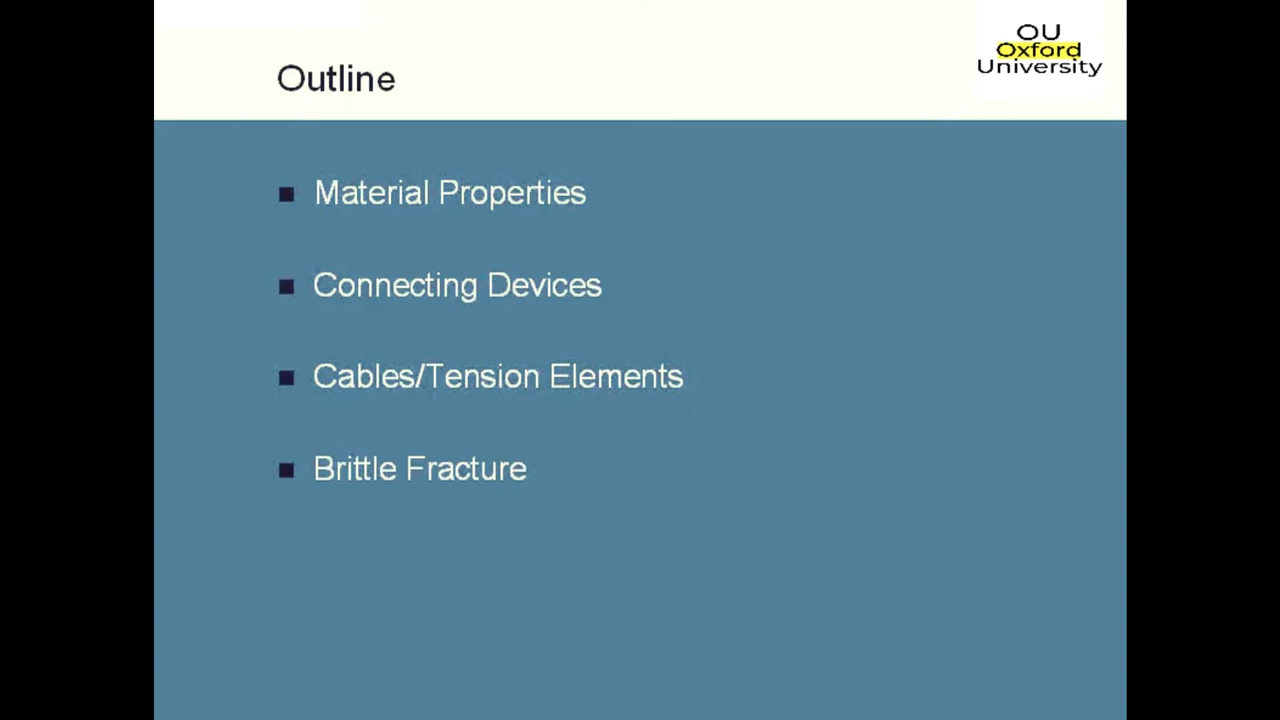 OU
Oxford
University
Outline
Material Properties
Connecting Devices
Cables/Tension Elements
Brittle Fracture